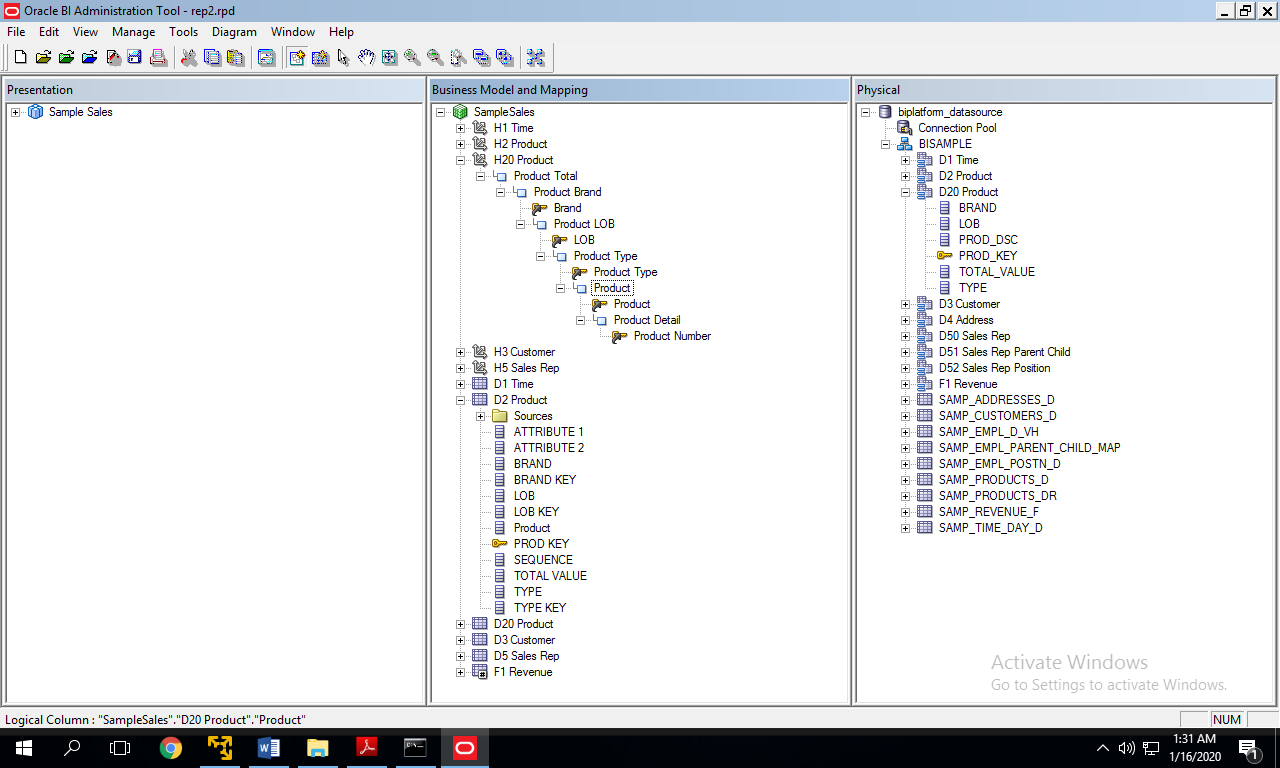 Oracle BI Administration Tool - rep2.rpd
File Edit View Manage Tools Diagram Window Help
Presentation
Sample Sales
Business Model and Mapping
SampleSales
H1 Time
H2 Product
H20 Product
Product Total
Product Brand
Brand
Product LOB
LOB
Product Type
Product Type
Product
Product
Product Detail
Product Number
H3 Customer
H5 Sales Rep
D1 Time
D2 Product
Sources
ATTRIBUTE 1
ATTRIBUTE 2
BRAND
BRAND KEY
LOB
LOB KEY
Product
PROD KEY
SEQUENCE
TOTAL VALUE
TYPE
TYPE KEY
D20 Product
D3 Customer
D5 Sales Rep
F1 Revenue
Physical
biplatform_datasource
Connection Pool
BISAMPLE
D1 Time
D2 Product
D20 Product
BRAND
LOB
PROD_DSC
PROD_KEY
TOTAL_VALUE
TYPE
D3 Customer
D4 Address
D50 Sales Rep
D51 Sales Rep Parent Child
D52 Sales Rep Position
F1 Revenue
SAMP_ADDRESSES_D
SAMP_CUSTOMERS_D
SAMP_EMPL_D_VH
SAMP_EMPL_PARENT_CHILD_MAP
SAMP_EMPL_POSTN_D
SAMP_PRODUCTS_D
SAMP_PRODUCTS_DR
SAMP_REVENUE_F
SAMP_TIME_DAY_D
Activate Windows
Go to Settings to activate Windows.
Logical Column : "SampleSales"."D20 Product"."Product"
NUM
1:31 AM
1/16/2020
1